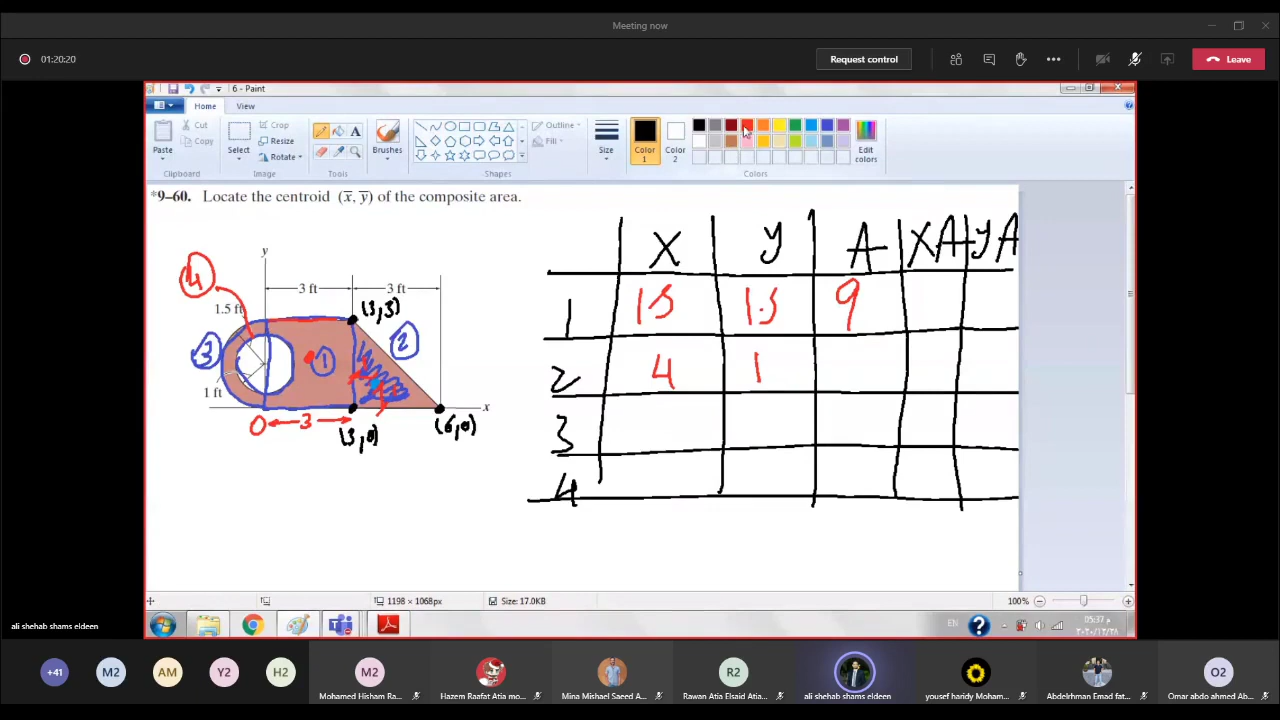 Meeting now
01:20:20
Request control
Leave
6 - Paint
Home
View
Paste
Cut
Copy
Clipboard
Select
Crop
Resize
Rotate
Image
Tools
Brushes
Shapes
Outline
Fill
Size
Color 1
Color 2
Edit colors
Colors
*9–60. Locate the centroid (x̅, y̅) of the composite area.
y
4
3 ft
3 ft
1.5 ft
(3,3)
3
1
2
1 ft
x
0
3
(3,0)
(6,0)
X y A XA yA
1 1.5 1.5 9
2 4 1
3
4
1198 × 1068px
Size: 17.0KB
100%
EN
05:37 م
٢٠٢٠/١٢/٢٨
ali shehab shams eldeen
+41
M2
AM
Y2
H2
M2
Mohamed Hisham Ra...
Hazem Raafat Atia mo...
Mina Mishael Saeed A...
R2
Rawan Atia Elsaid Atia...
ali shehab shams eldeen
yousef haridy Moham...
Abdelrhman Emad fat...
O2
Omar abdo ahmed Ab...